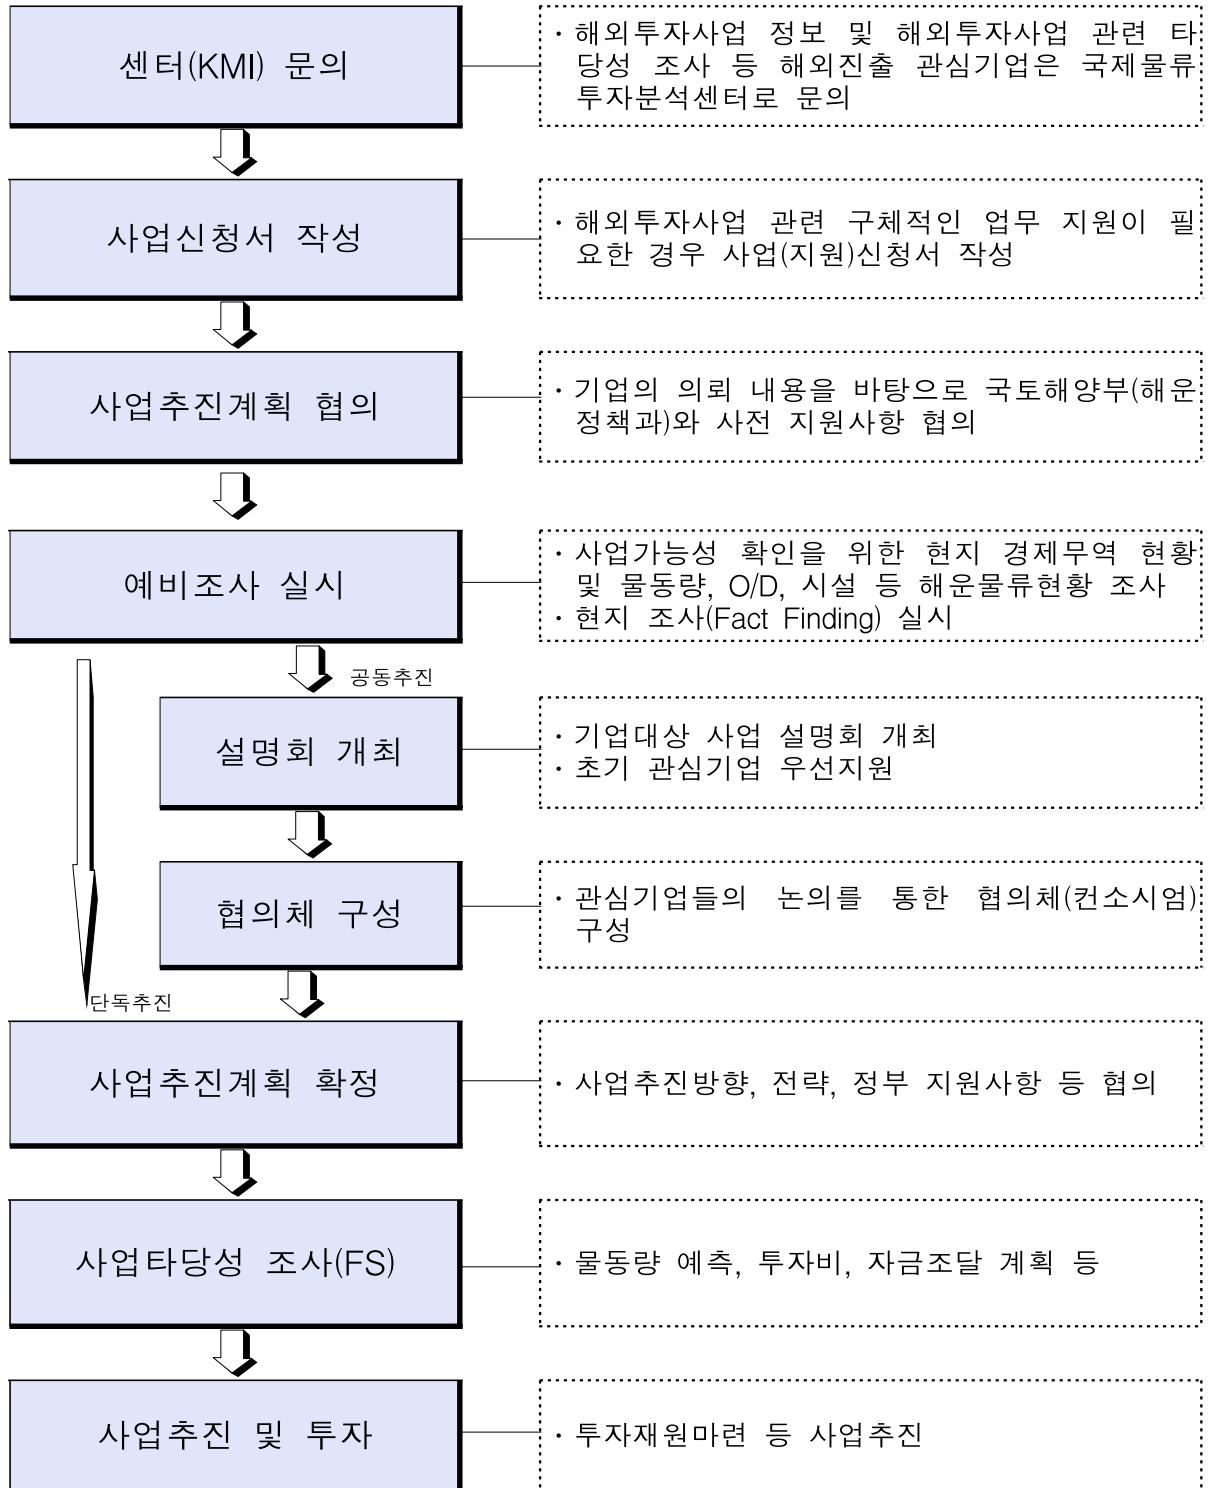 센터(KMI) 문의
· 해외투자사업 정보 및 해외투자사업 관련 타
당성 조사 등 해외진출 관심기업은 국제물류
투자분석센터로 문의
사업신청서 작성
· 해외투자사업 관련 구체적인 업무 지원이 필
요한 경우 사업(지원)신청서 작성
사업추진계획 협의
· 기업의 의뢰 내용을 바탕으로 국토해양부(해운
정책과)와 사전 지원사항 협의
예비조사 실시
· 사업가능성 확인을 위한 현지 경제무역 현황
및 물동량, O/D, 시설 등 해운물류현황 조사
· 현지 조사(Fact Finding) 실시
공동추진
설명회 개최
· 기업대상 사업 설명회 개최
· 초기 관심기업 우선지원
협의체 구성
· 관심기업들의 논의를 통한 협의체(컨소시엄)
구성
단독추진
사업추진계획 확정
· 사업추진방향, 전략, 정부 지원사항 등 협의
사업타당성 조사(FS)
· 물동량 예측, 투자비, 자금조달 계획 등
사업추진 및 투자
· 투자재원마련 등 사업추진